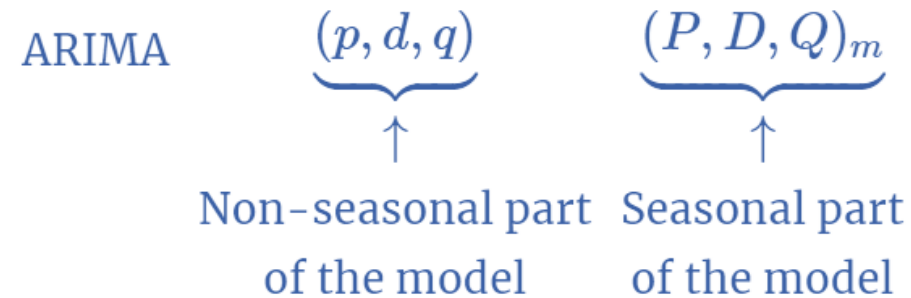 ARIMA (p, d, q) (P, D, Q)m
↑ ↑
Non-seasonal part Seasonal part
of the model of the model